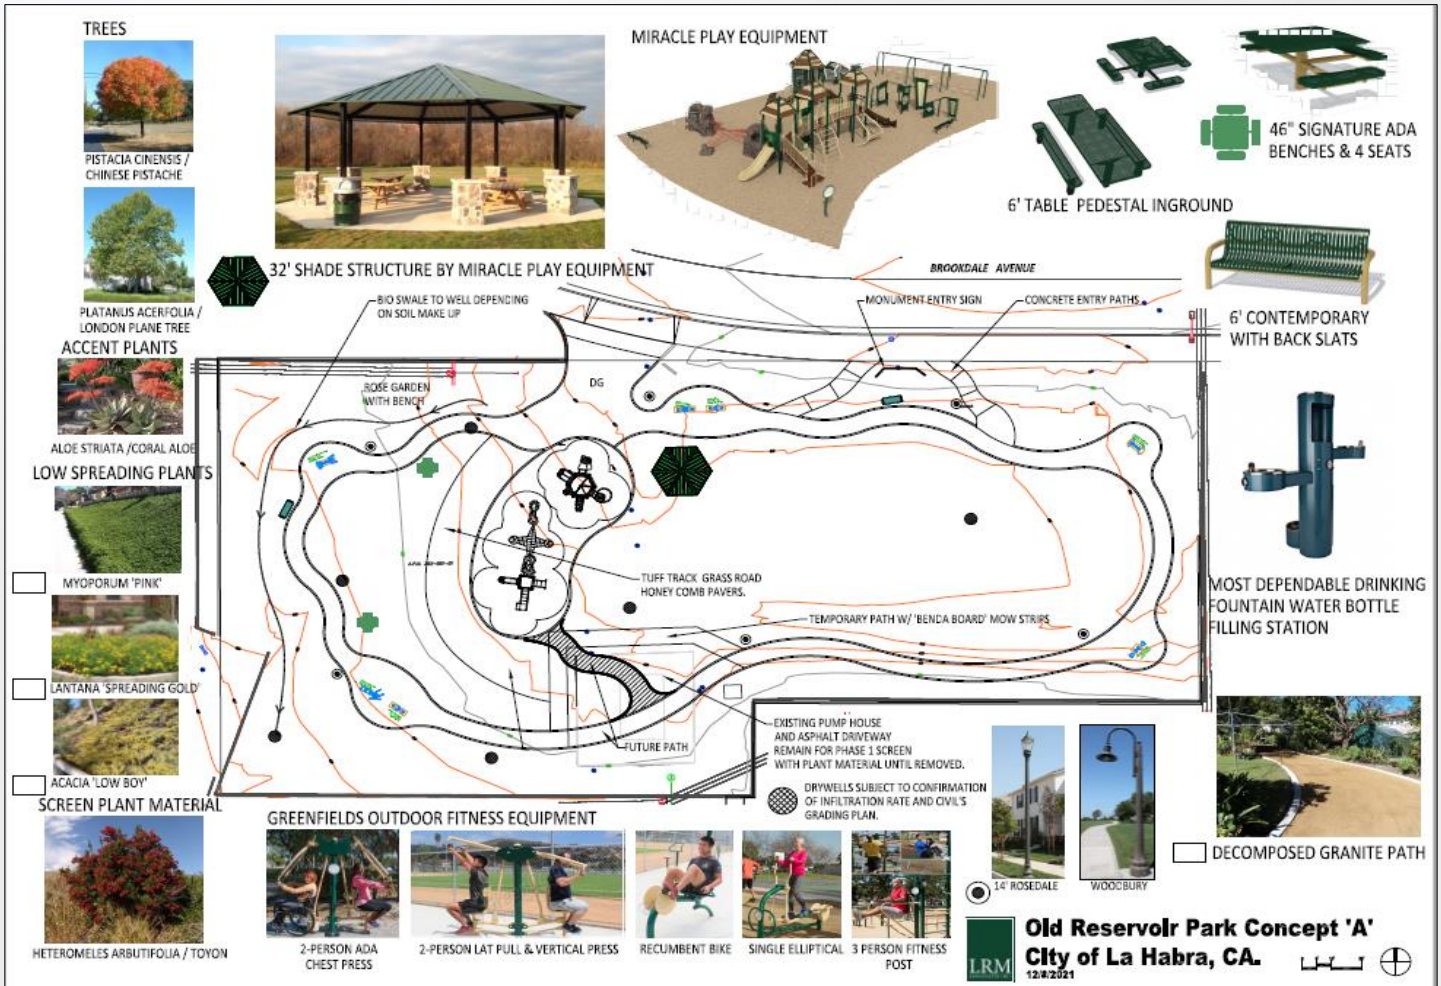 TREES
PISTACIA CINENSIS /
CHINESE PISTACHE
PLATANUS ACERFOLIA /
LONDON PLANE TREE
ACCENT PLANTS
ALOE STRIATA /CORAL ALOE
LOW SPREADING PLANTS
MYOPORUM 'PINK'
LANTANA 'SPREADING GOLD'
ACACIA 'LOW BOY'
SCREEN PLANT MATERIAL
HETEROMELES ARBUTIFOLIA / TOYON
32' SHADE STRUCTURE BY MIRACLE PLAY EQUIPMENT
MIRACLE PLAY EQUIPMENT
6' TABLE PEDESTAL INGROUND
46" SIGNATURE ADA
BENCHES & 4 SEATS
6' CONTEMPORARY
WITH BACK SLATS
MOST DEPENDABLE DRINKING
FOUNTAIN WATER BOTTLE
FILLING STATION
BROOKDALE AVENUE
BIO SWALE TO WELL DEPENDING
ON SOIL MAKE UP
MONUMENT ENTRY SIGN
CONCRETE ENTRY PATHS
ROSE GARDEN
WITH BENCH
DG
TUFF TRACK GRASS ROAD
HONEY COMB PAVERS.
TEMPORARY PATH W/ 'BENDA BOARD' MOW STRIPS
FUTURE PATH
EXISTING PUMP HOUSE
AND ASPHALT DRIVEWAY
REMAIN FOR PHASE 1 SCREEN
WITH PLANT MATERIAL UNTIL REMOVED.
DRYWELLS SUBJECT TO CONFIRMATION
OF INFILTRATION RATE AND CIVIL'S
GRADING PLAN.
GREENFIELDS OUTDOOR FITNESS EQUIPMENT
2-PERSON ADA
CHEST PRESS
2-PERSON LAT PULL & VERTICAL PRESS
RECUMBENT BIKE
SINGLE ELLIPTICAL
3 PERSON FITNESS
POST
14' ROSEDALE
WOODBURY
DECOMPOSED GRANITE PATH
LRM
Old Reservoir Park Concept 'A'
CIty of La Habra, CA.
12/8/2021